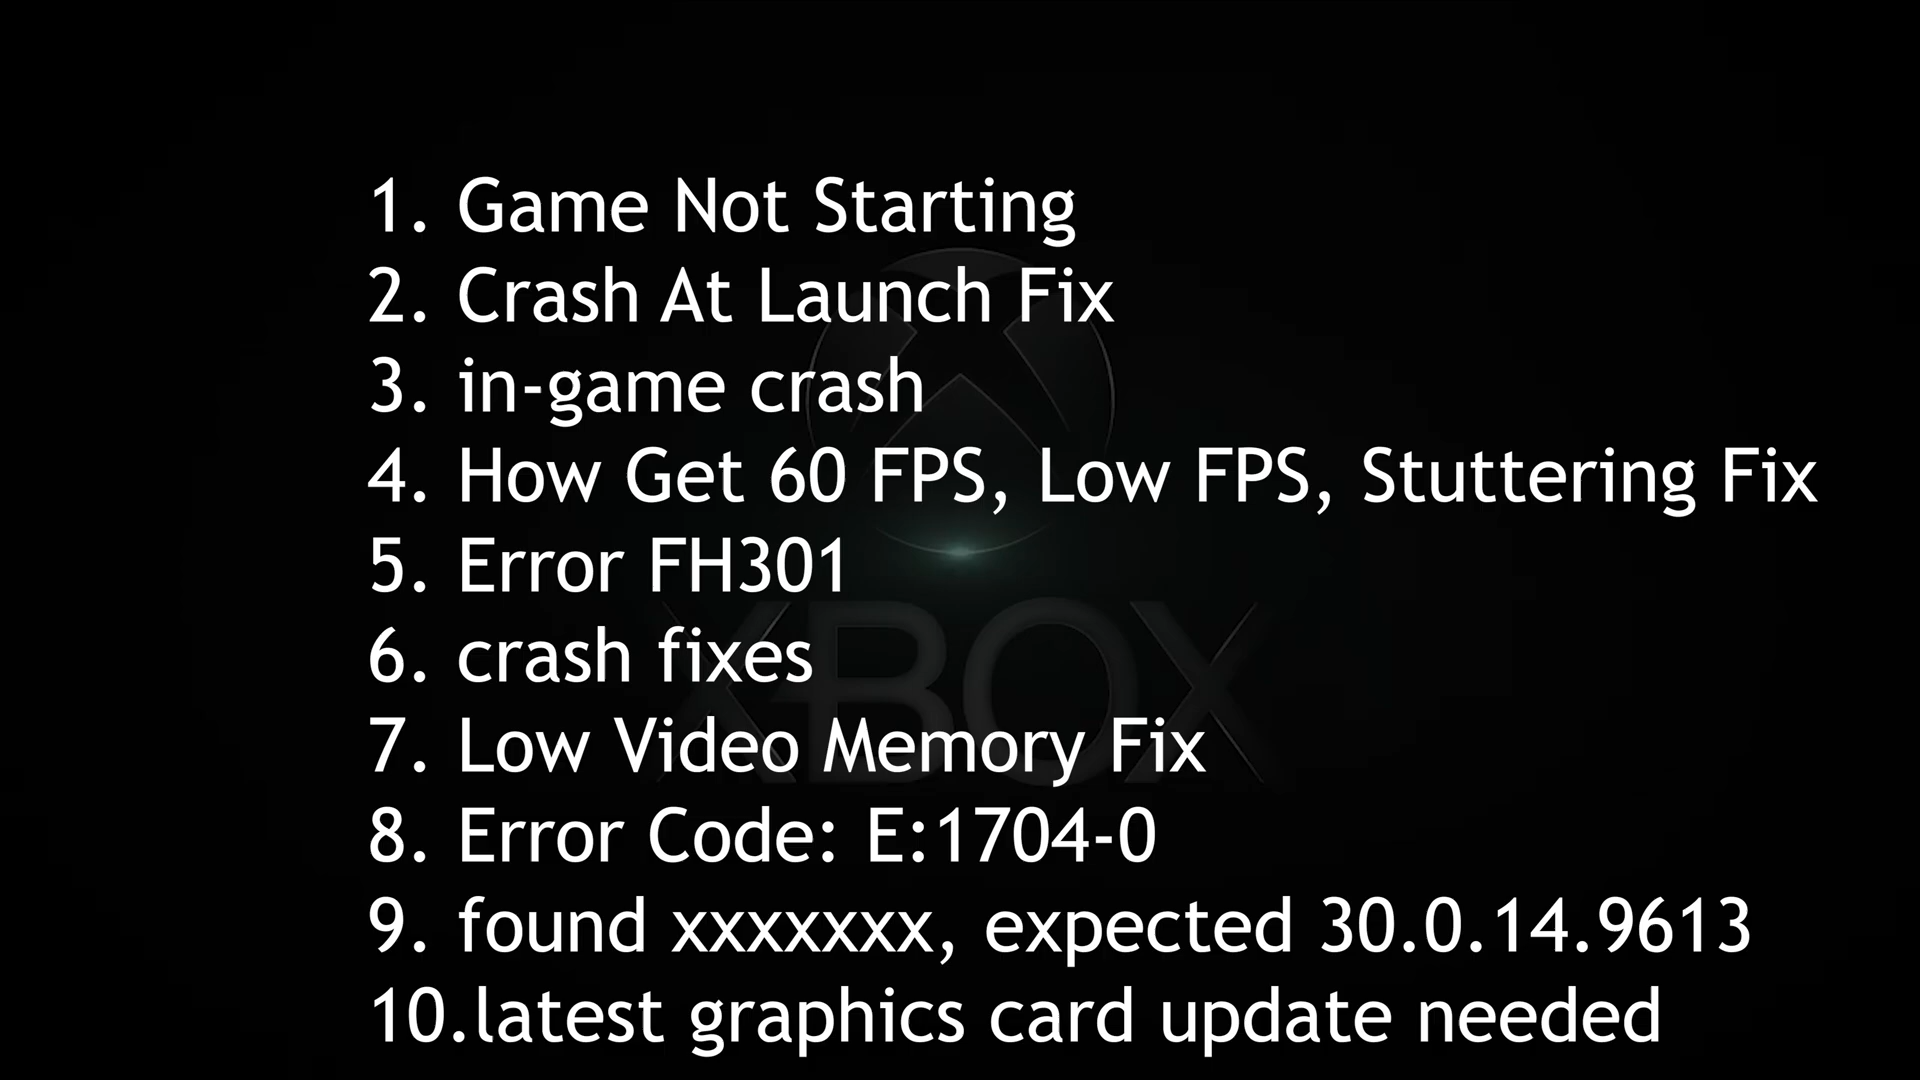 1. Game Not Starting
2. Crash At Launch Fix
3. in-game crash
4. How Get 60 FPS, Low FPS, Stuttering Fix
5. Error FH301
6. crash fixes
XBOX
7. Low Video Memory Fix
8. Error Code: E:1704-0
9. found xxxxxxx, expected 30.0.14.9613
10.latest graphics card update needed